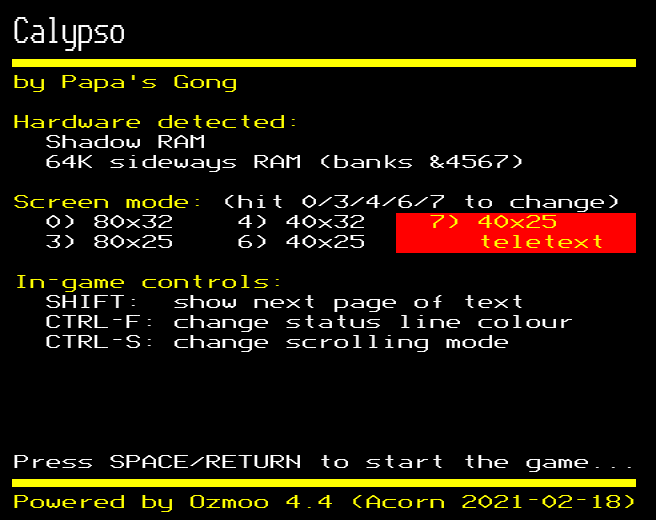 Calypso
by Papa's Gong
Hardware detected:
Shadow RAM
64K sideways RAM (banks &4567)
Screen mode: (hit 0/3/4/6/7 to change)
0) 80x32 4) 40x32 7) 40x25
3) 80x25 6) 40x25 teletext
In-game controls:
SHIFT: show next page of text
CTRL-F: change status line colour
CTRL-S: change scrolling mode
Press SPACE/RETURN to start the game...
Powered by Ozmoo 4.4 (Acorn 2021-02-18)